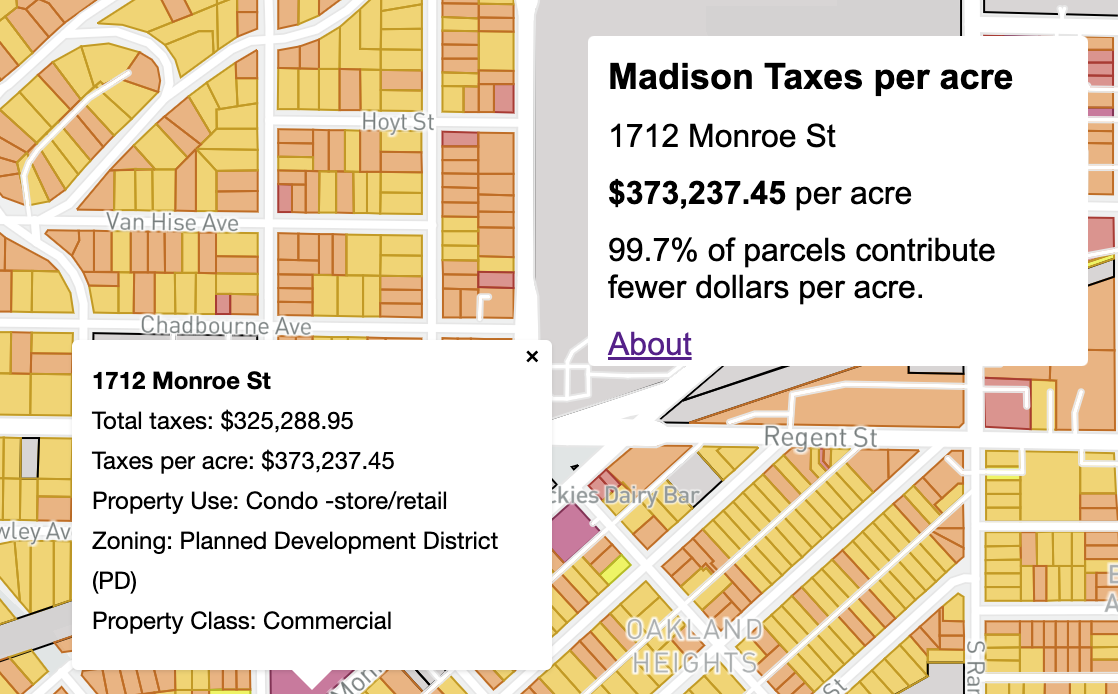 Hoyt St
Van Hise Ave
Chadbourne Ave
Madison Taxes per acre
1712 Monroe St
$373,237.45 per acre
99.7% of parcels contribute
fewer dollars per acre.
About
×
1712 Monroe St
Total taxes: $325,288.95
Taxes per acre: $373,237.45
Property Use: Condo -store/retail
Zoning: Planned Development District
(PD)
Property Class: Commercial
Regent St
ckies Dairy Bar
wley Av
OAKLAND
HEIGHTS
Mon
St
S Ran
E
A